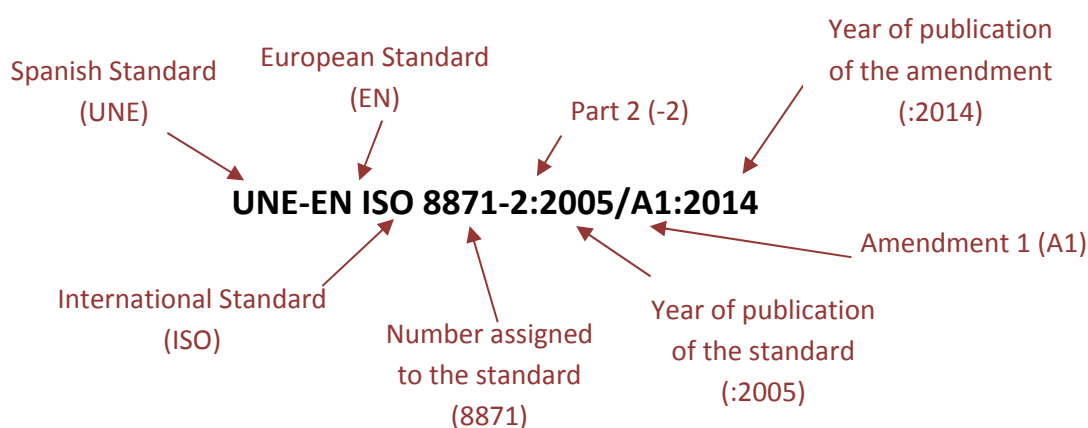 Spanish Standard
(UNE)
European Standard
(EN)
Part 2 (-2)
Year of publication
of the amendment
(:2014)
UNE-EN ISO 8871-2:2005/A1:2014
International Standard
(ISO)
Number assigned
to the standard
(8871)
Year of publication
of the standard
(:2005)
Amendment 1 (A1)